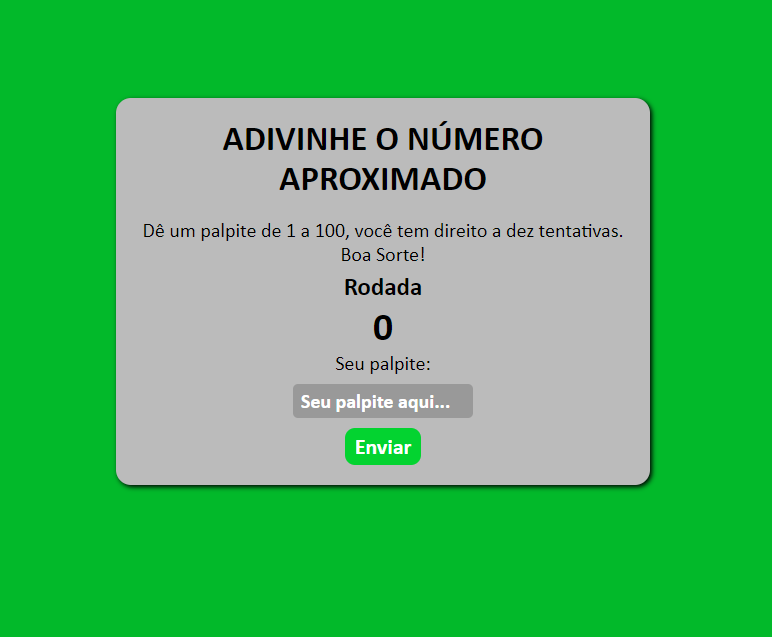 ADIVINHE O NÚMERO
APROXIMADO
Dê um palpite de 1 a 100, você tem direito a dez tentativas.
Boa Sorte!
Rodada
0
Seu palpite:
Seu palpite aqui...
Enviar